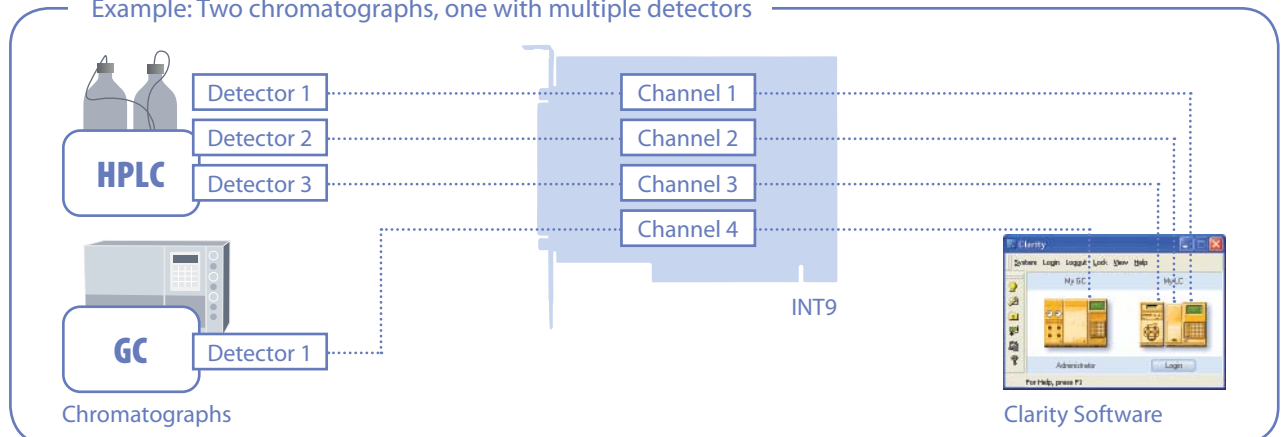 Example: Two chromatographs, one with multiple detectors
Detector 1
Channel 1
Detector 2
Channel 2
HPLC
Detector 3
Channel 3
Channel 4
INT9
GC
Detector 1
Chromatographs
Clarity
System Login Logout Lock View Help
My GC
My LC
Administrator
Login
For Help, press F1
Clarity Software